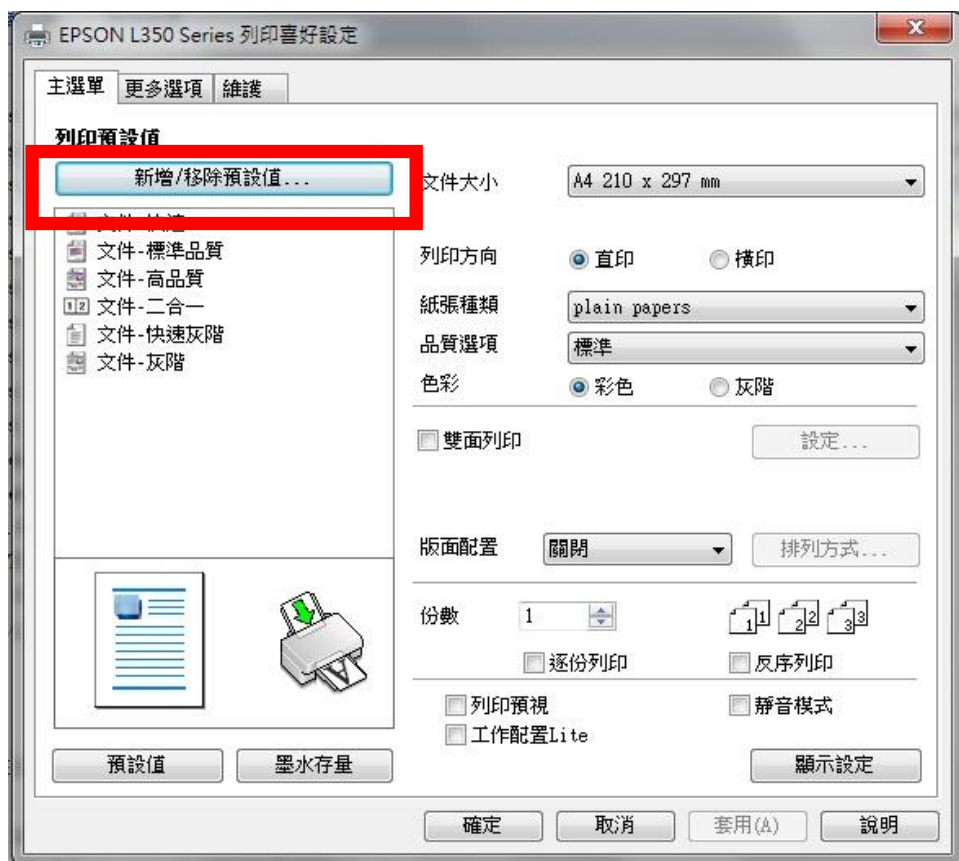 EPSON L350 Series 列印喜好設定
主選單 更多選項 維護
列印預設值
新增/移除預設值...
文件-標準品質
文件-高品質
文件-二合一
文件-快速灰階
文件-灰階
文件大小 A4 210 x 297 mm
列印方向 直印 橫印
紙張種類 plain papers
品質選項 標準
色彩 彩色 灰階
雙面列印 設定...
版面配置 關閉 排列方式...
份數 1
1 1 2 2 3 3
逐份列印 反序列印
列印預視 靜音模式
工作配置Lite
預設值 墨水存量 顯示設定
確定 取消 套用(A) 說明